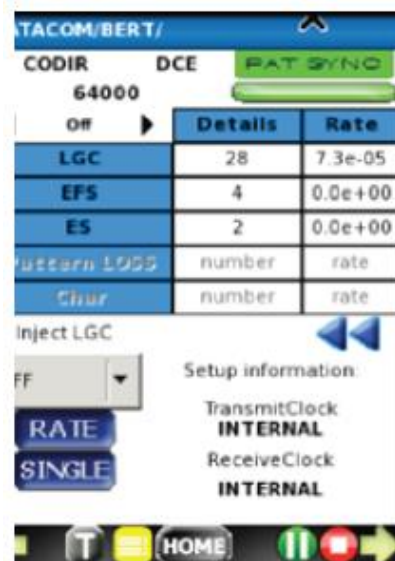 ATACOM/BERT/
CODIR DCE PAT SYNC
64000
Off Details Rate
LGC 28 7.3e-05
EFS 4 0.0e+00
ES 2 0.0e+00
Pattern LOSS number rate
Char number rate
Inject LGC
FF Setup information
TransmitClock
RATE INTERNAL
SINGLE ReceiveClock
INTERNAL
T HOME